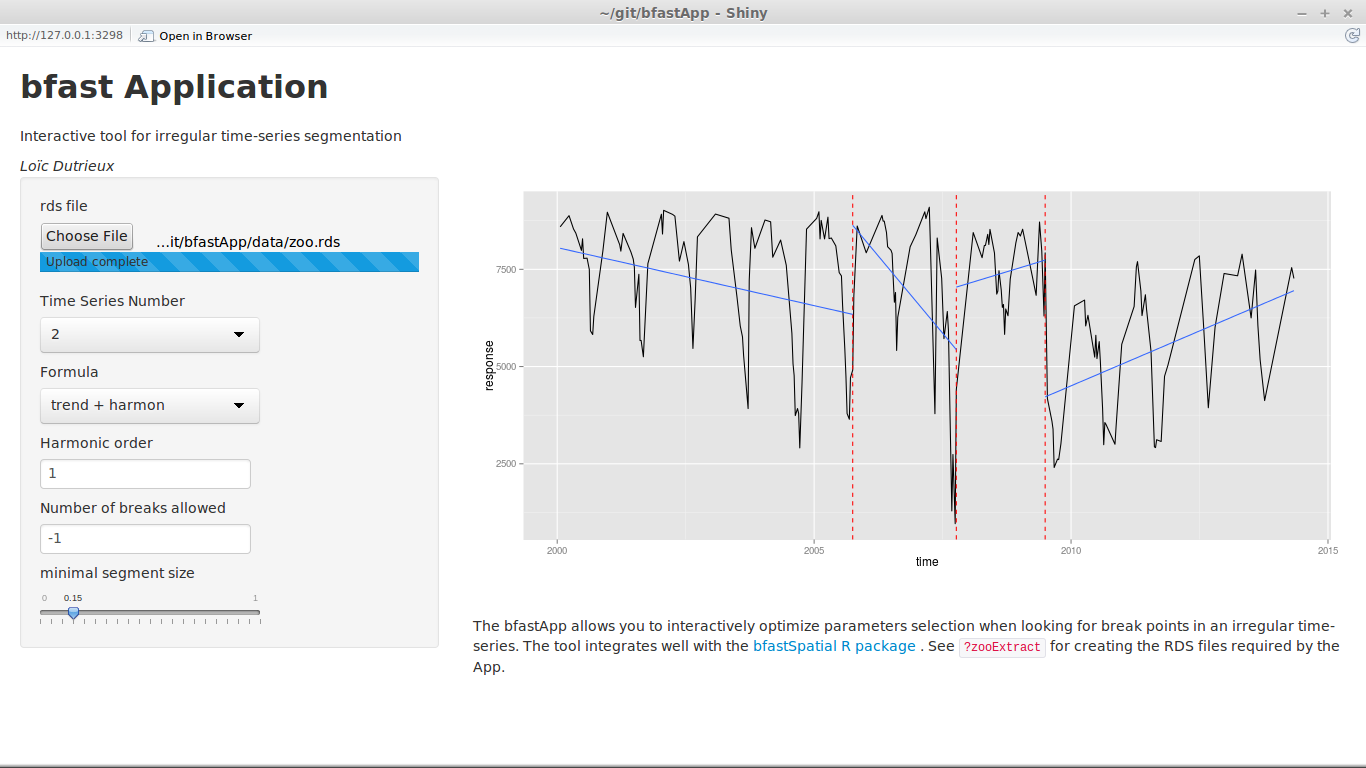 ~/git/bfastApp - Shiny
http://127.0.0.1:3298
Open in Browser
bfast Application
Interactive tool for irregular time-series segmentation
Loïc Dutrieux
rds file
Choose File
...it/bfastApp/data/zoo.rds
Upload complete
Time Series Number
2
Formula
trend + harmon
Harmonic order
1
Number of breaks allowed
-1
minimal segment size
0 0.15 1
response
7500
5000
2500
2000 2005 2010 2015
time
The bfastApp allows you to interactively optimize parameters selection when looking for break points in an irregular time-
series. The tool integrates well with the bfastSpatial R package . See ?zooExtract for creating the RDS files required by the
App.